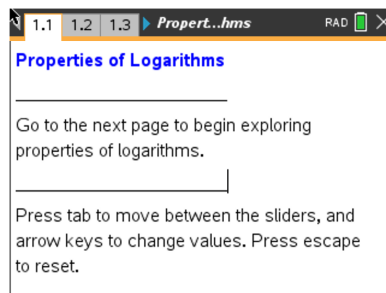 1.1 1.2 1.3 Propert...hms RAD
Properties of Logarithms
Go to the next page to begin exploring
properties of logarithms.
Press tab to move between the sliders, and
arrow keys to change values. Press escape
to reset.